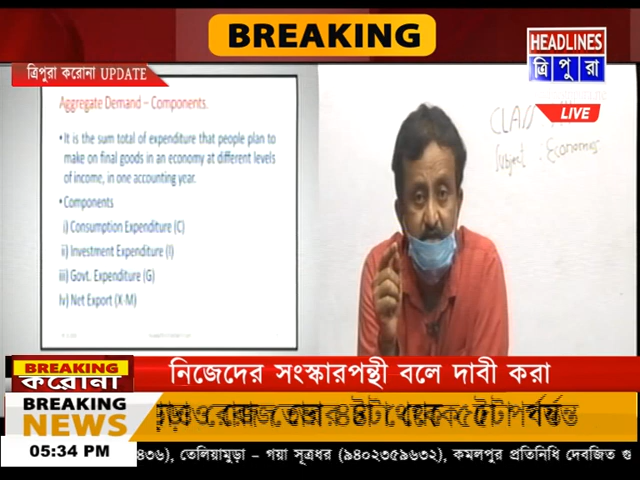 BREAKING
HEADLINES
ত্রিপুরা
LIVE
ত্রিপুরা করোনা UPDATE
Aggregate Demand – Components.
•It is the sum total of expenditure that people plan to
make on final goods in an economy at different levels
of income, in one accounting year.
•Components
i) Consumption Expenditure (C)
ii) Investment Expenditure (I)
iii) Govt. Expenditure (G)
iv) Net Export (X-M)
CLASS
Subject : Economics
BREAKING
করোনা
নিজেদের সংস্কারপন্থী বলে দাবী করা
BREAKING
NEWS
05:34 PM
৪36), তেলিয়ামুড়া - গয়া সূত্রধর (৯৪০২৩৫৯৬৩২), কমলপুর প্রতিনিধি দেবজিত গু